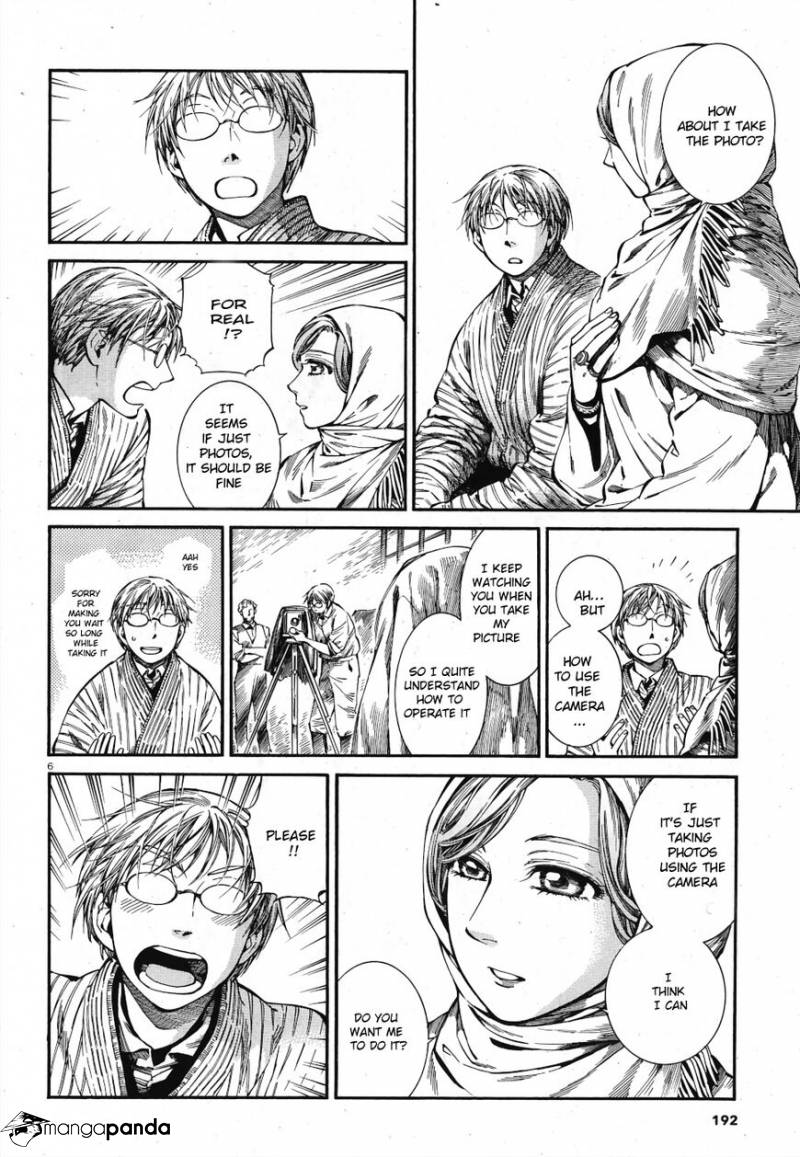 HOW
ABOUT I TAKE
THE PHOTO?
FOR
REAL !?
IT
SEEMS
IF JUST
PHOTOS,
IT SHOULD BE
FINE
AH...
BUT
HOW
TO USE
THE
CAMERA
...
I KEEP
WATCHING
YOU WHEN
YOU TAKE
MY
PICTURE
SO I QUITE
UNDERSTAND
HOW TO
OPERATE IT
AAH
YES
SORRY
FOR
MAKING
YOU WAIT
SO LONG
WHILE
TAKING IT
6
IF
IT'S JUST
TAKING
PHOTOS
USING THE
CAMERA
I
THINK
I CAN
DO YOU
WANT ME
TO DO IT?
PLEASE
!!
mangapanda
192